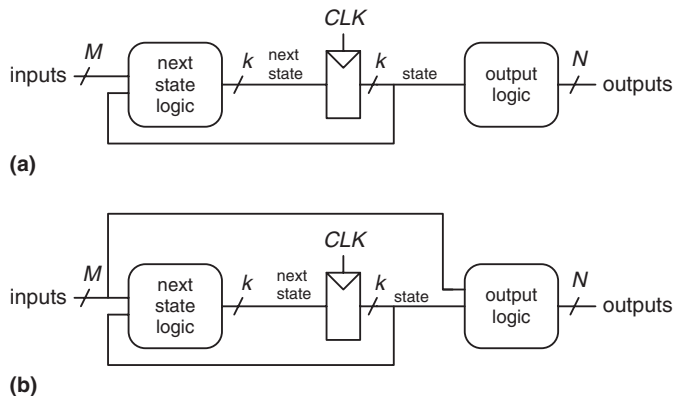 CLK
inputs M next state logic k next state k state output logic N outputs
(a)
CLK
inputs M next state logic k next state k state output logic N outputs
(b)